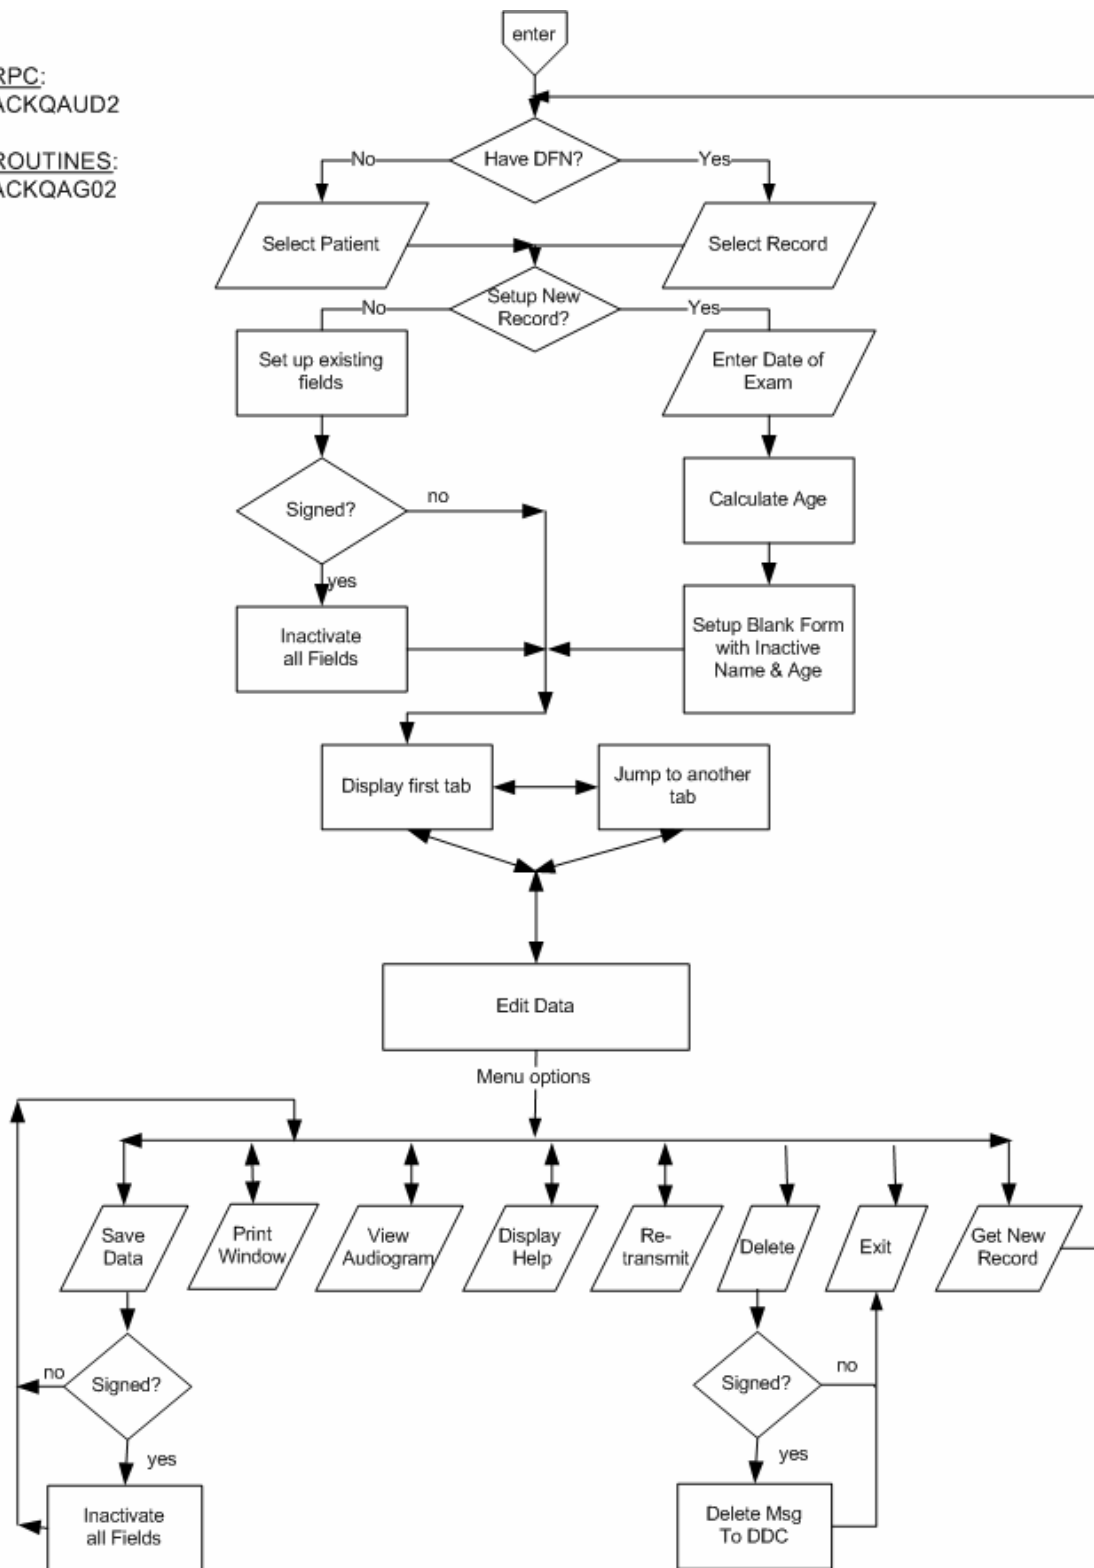 enter
RPC:
ACKQAUD2
ROUTINES:
ACKQAG02
Have DFN?
No
Yes
Select Patient
Select Record
Setup New
Record?
No
Yes
Set up existing
fields
Enter Date of
Exam
Signed?
no
yes
Calculate Age
Inactivate
all Fields
Setup Blank Form
with Inactive
Name & Age
Display first tab
Jump to another
tab
Edit Data
Menu options
Save
Data
Print
Window
View
Audiogram
Display
Help
Re-
transmit
Delete
Exit
Get New
Record
Signed?
no
yes
Signed?
no
yes
Inactivate
all Fields
Delete Msg
To DDC